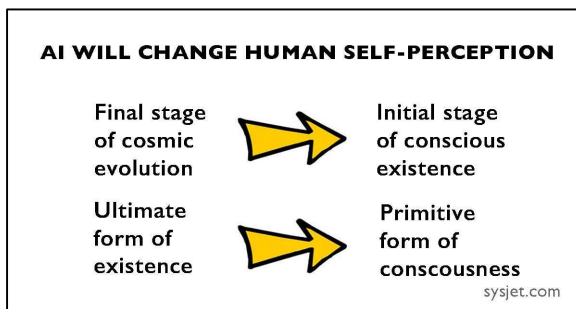 AI WILL CHANGE HUMAN SELF-PERCEPTION
Final stage
of cosmic
evolution
Initial stage
of conscious
existence
Ultimate
form of
existence
Primitive
form of
conscousness
sysjet.com